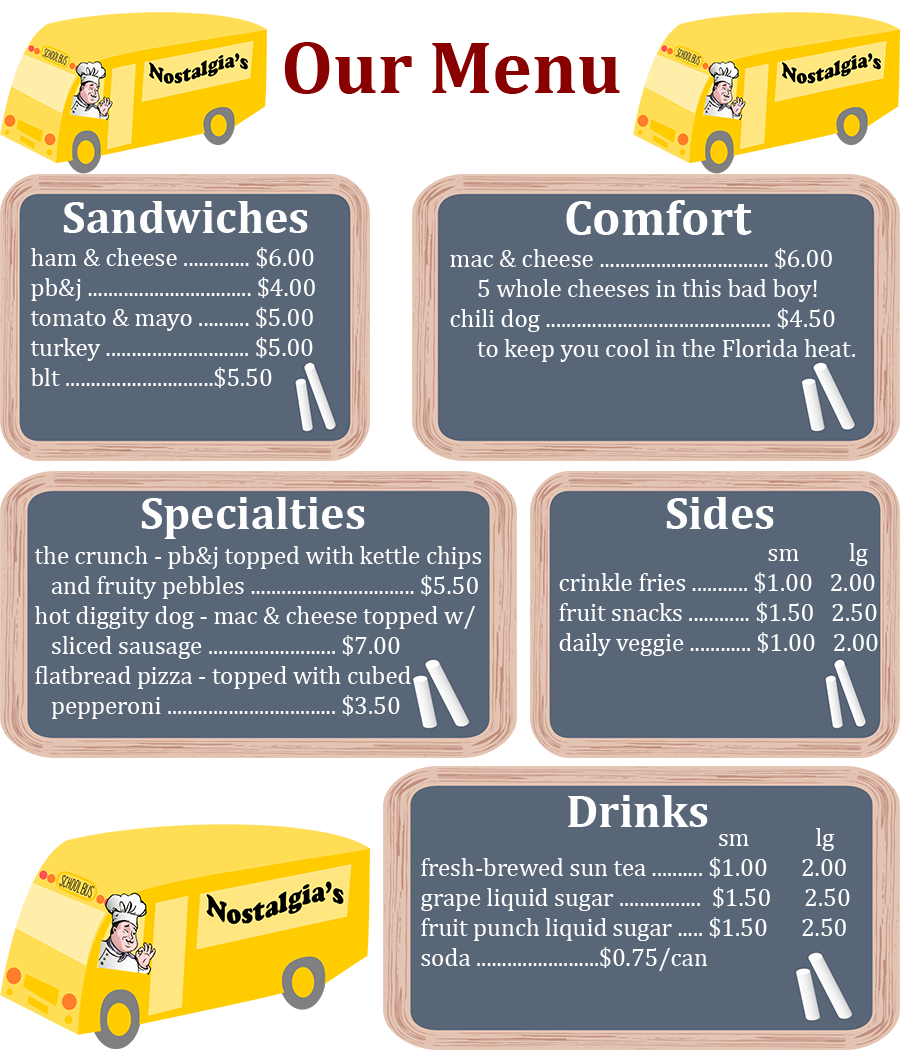 SCHOOL BUS
Nostalgia's
Our Menu
SCHOOL BUS
Nostalgia's
Sandwiches
ham & cheese ............. $6.00
pb&j ................................ $4.00
tomato & mayo .......... $5.00
turkey ............................ $5.00
blt .............................$5.50
Comfort
mac & cheese ................................. $6.00
5 whole cheeses in this bad boy!
chili dog ............................................ $4.50
to keep you cool in the Florida heat.
Specialties
the crunch - pb&j topped with kettle chips
and fruity pebbles ................................ $5.50
hot diggity dog - mac & cheese topped w/
sliced sausage ......................... $7.00
flatbread pizza - topped with cubed
pepperoni ................................. $3.50
Sides
sm lg
crinkle fries ........... $1.00 2.00
fruit snacks ............ $1.50 2.50
daily veggie ............ $1.00 2.00
SCHOOL BUS
Nostalgia's
Drinks
sm lg
fresh-brewed sun tea .......... $1.00 2.00
grape liquid sugar ................ $1.50 2.50
fruit punch liquid sugar ..... $1.50 2.50
soda ........................$0.75/can